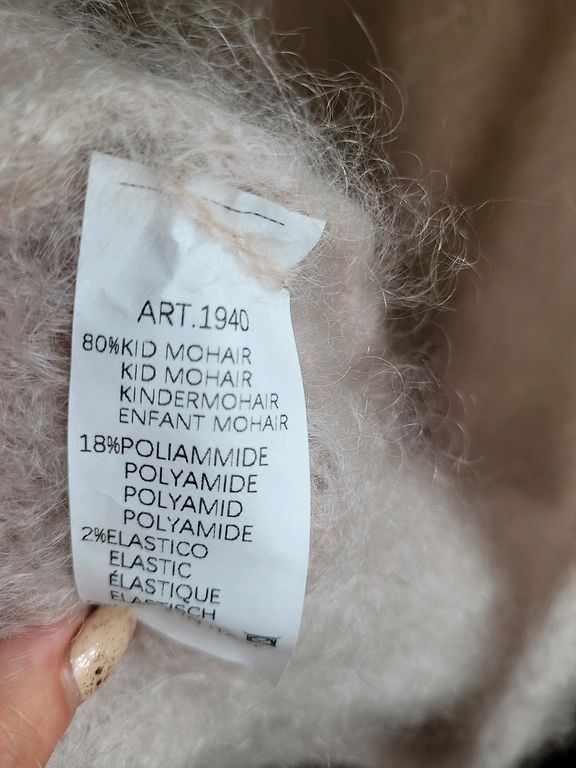 ART.1940
80%KID MOHAIR
KID MOHAIR
KINDERMOHAIR
ENFANT MOHAIR
18%POLIAMMIDE
POLYAMIDE
POLYAMID
POLYAMIDE
2%ELASTICO
ELASTIC
ÉLASTIQUE
ELASTISCH